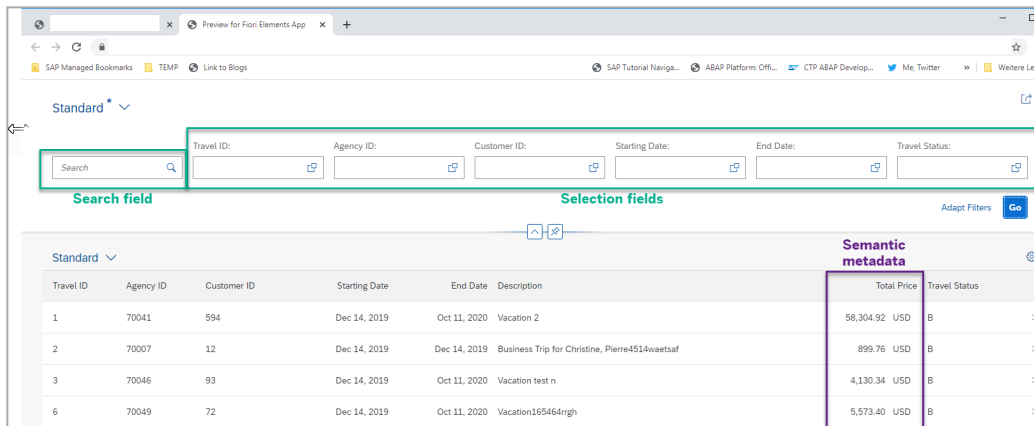 Preview for Fiori Elements App
SAP Managed Bookmarks TEMP Link to Blogs SAP Tutorial Naviga... ABAP Platform: Offi... CTP ABAP Develop... Me, Twitter » Weitere Le
Standard *
Travel ID: Agency ID: Customer ID: Starting Date: End Date: Travel Status:
Search
Search field Selection fields
Adapt Filters Go
Semantic
metadata
Standard
Travel ID Agency ID Customer ID Starting Date End Date Description Total Price Travel Status
1 70041 594 Dec 14, 2019 Oct 11, 2020 Vacation 2 58,304.92 USD B
2 70007 12 Dec 14, 2019 Dec 14, 2019 Business Trip for Christine, Pierre4514waetsaf 899.76 USD B
3 70046 93 Dec 14, 2019 Oct 11, 2020 Vacation test n 4,130.34 USD B
6 70049 72 Dec 14, 2019 Oct 11, 2020 Vacation165464rrgh 5,573.40 USD B